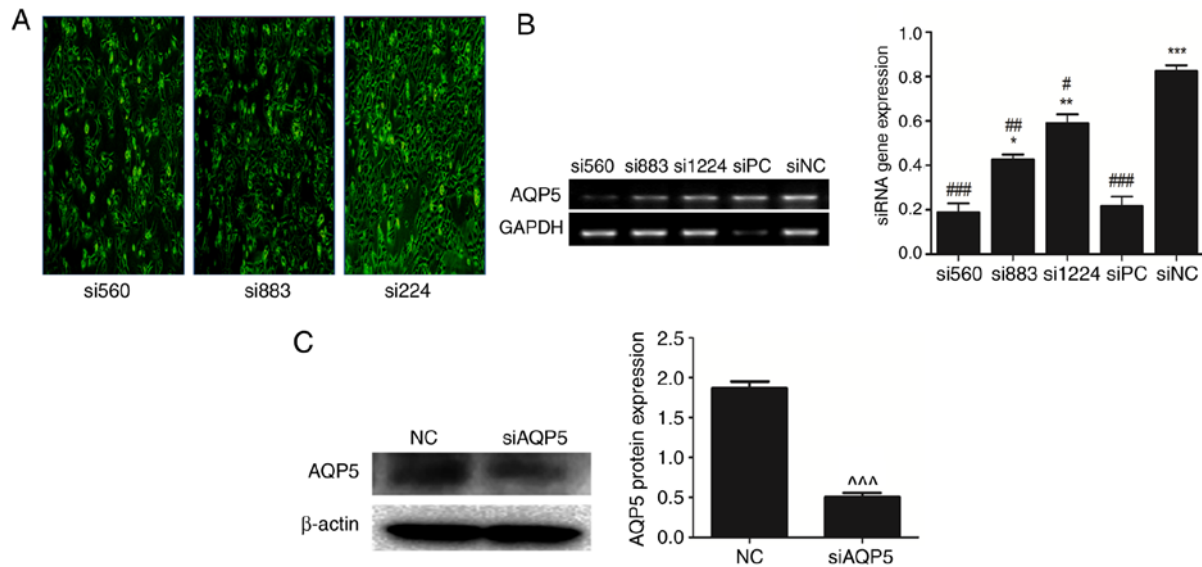 A
si560 si883 si224
B
si560 si883 si1224 siPC siNC
AQP5
GAPDH
siRNA gene expression
1.0
0.8
0.6
0.4
0.2
0.0
###
##
*
#
**
###
***
si560 si883 si1224 siPC siNC
C
NC siAQP5
AQP5
β-actin
AQP5 protein expression
2.5
2.0
1.5
1.0
0.5
0.0
^^^
NC siAQP5